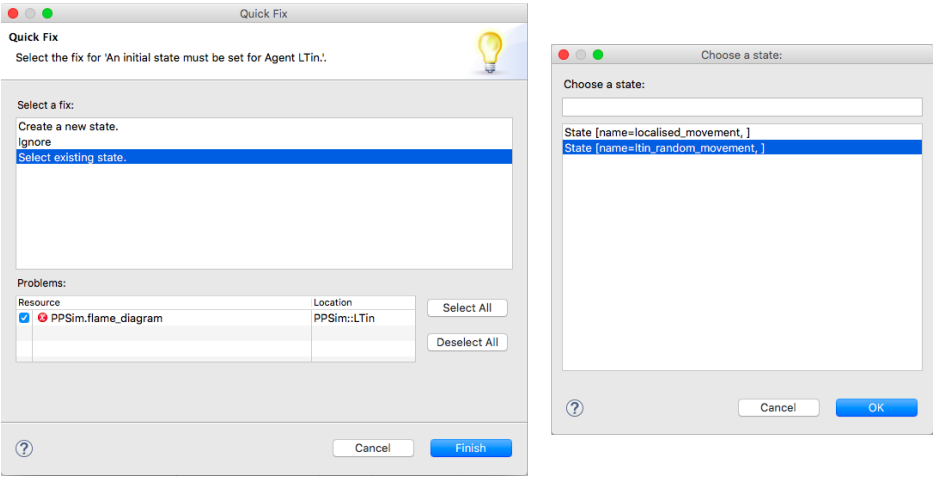 Quick Fix
Quick Fix
Select the fix for 'An initial state must be set for Agent LTin.'.
Select a fix:
Create a new state.
Ignore
Select existing state.
Problems:
Resource Location
PPSim.flame_diagram PPSim::LTin
Select All
Deselect All
? Cancel Finish
Choose a state:
Choose a state:
State [name=localised_movement, ]
State [name=ltin_random_movement, ]
? Cancel OK